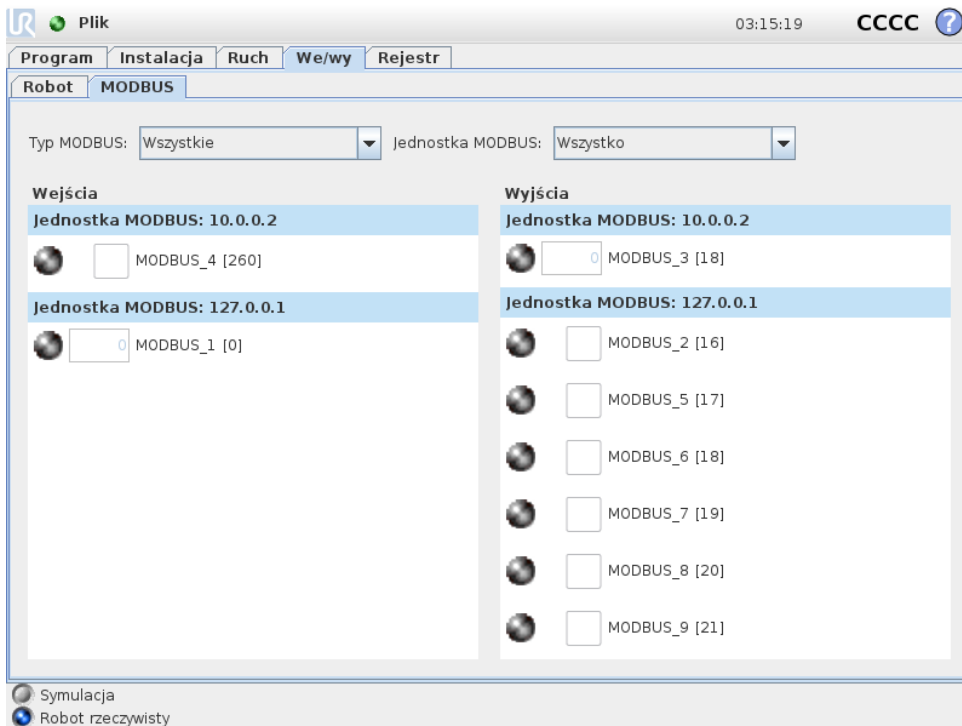 UR Plik 03:15:19 CCCC ?
Program Instalacja Ruch We/wy Rejestr
Robot MODBUS
Typ MODBUS: Wszystkie Jednostka MODBUS: Wszystko
Wejścia
Jednostka MODBUS: 10.0.0.2
MODBUS_4 [260]
Jednostka MODBUS: 127.0.0.1
0 MODBUS_1 [0]
Wyjścia
Jednostka MODBUS: 10.0.0.2
0 MODBUS_3 [18]
Jednostka MODBUS: 127.0.0.1
MODBUS_2 [16]
MODBUS_5 [17]
MODBUS_6 [18]
MODBUS_7 [19]
MODBUS_8 [20]
MODBUS_9 [21]
Symulacja
Robot rzeczywisty